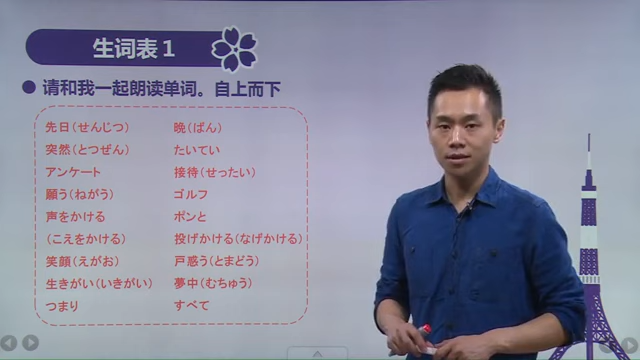 生词表1
请和我一起朗读单词。自上而下
先日(せんじつ)
突然(とつぜん)
アンケート
願う(ねがう)
声をかける
(こえをかける)
笑顔(えがお)
生きがい(いきがい)
つまり
晩(ばん)
たいてい
接待(せったい)
ゴルフ
ポンと
投げかける(なげかける)
戸惑う(とまどう)
夢中(むちゅう)
すべて